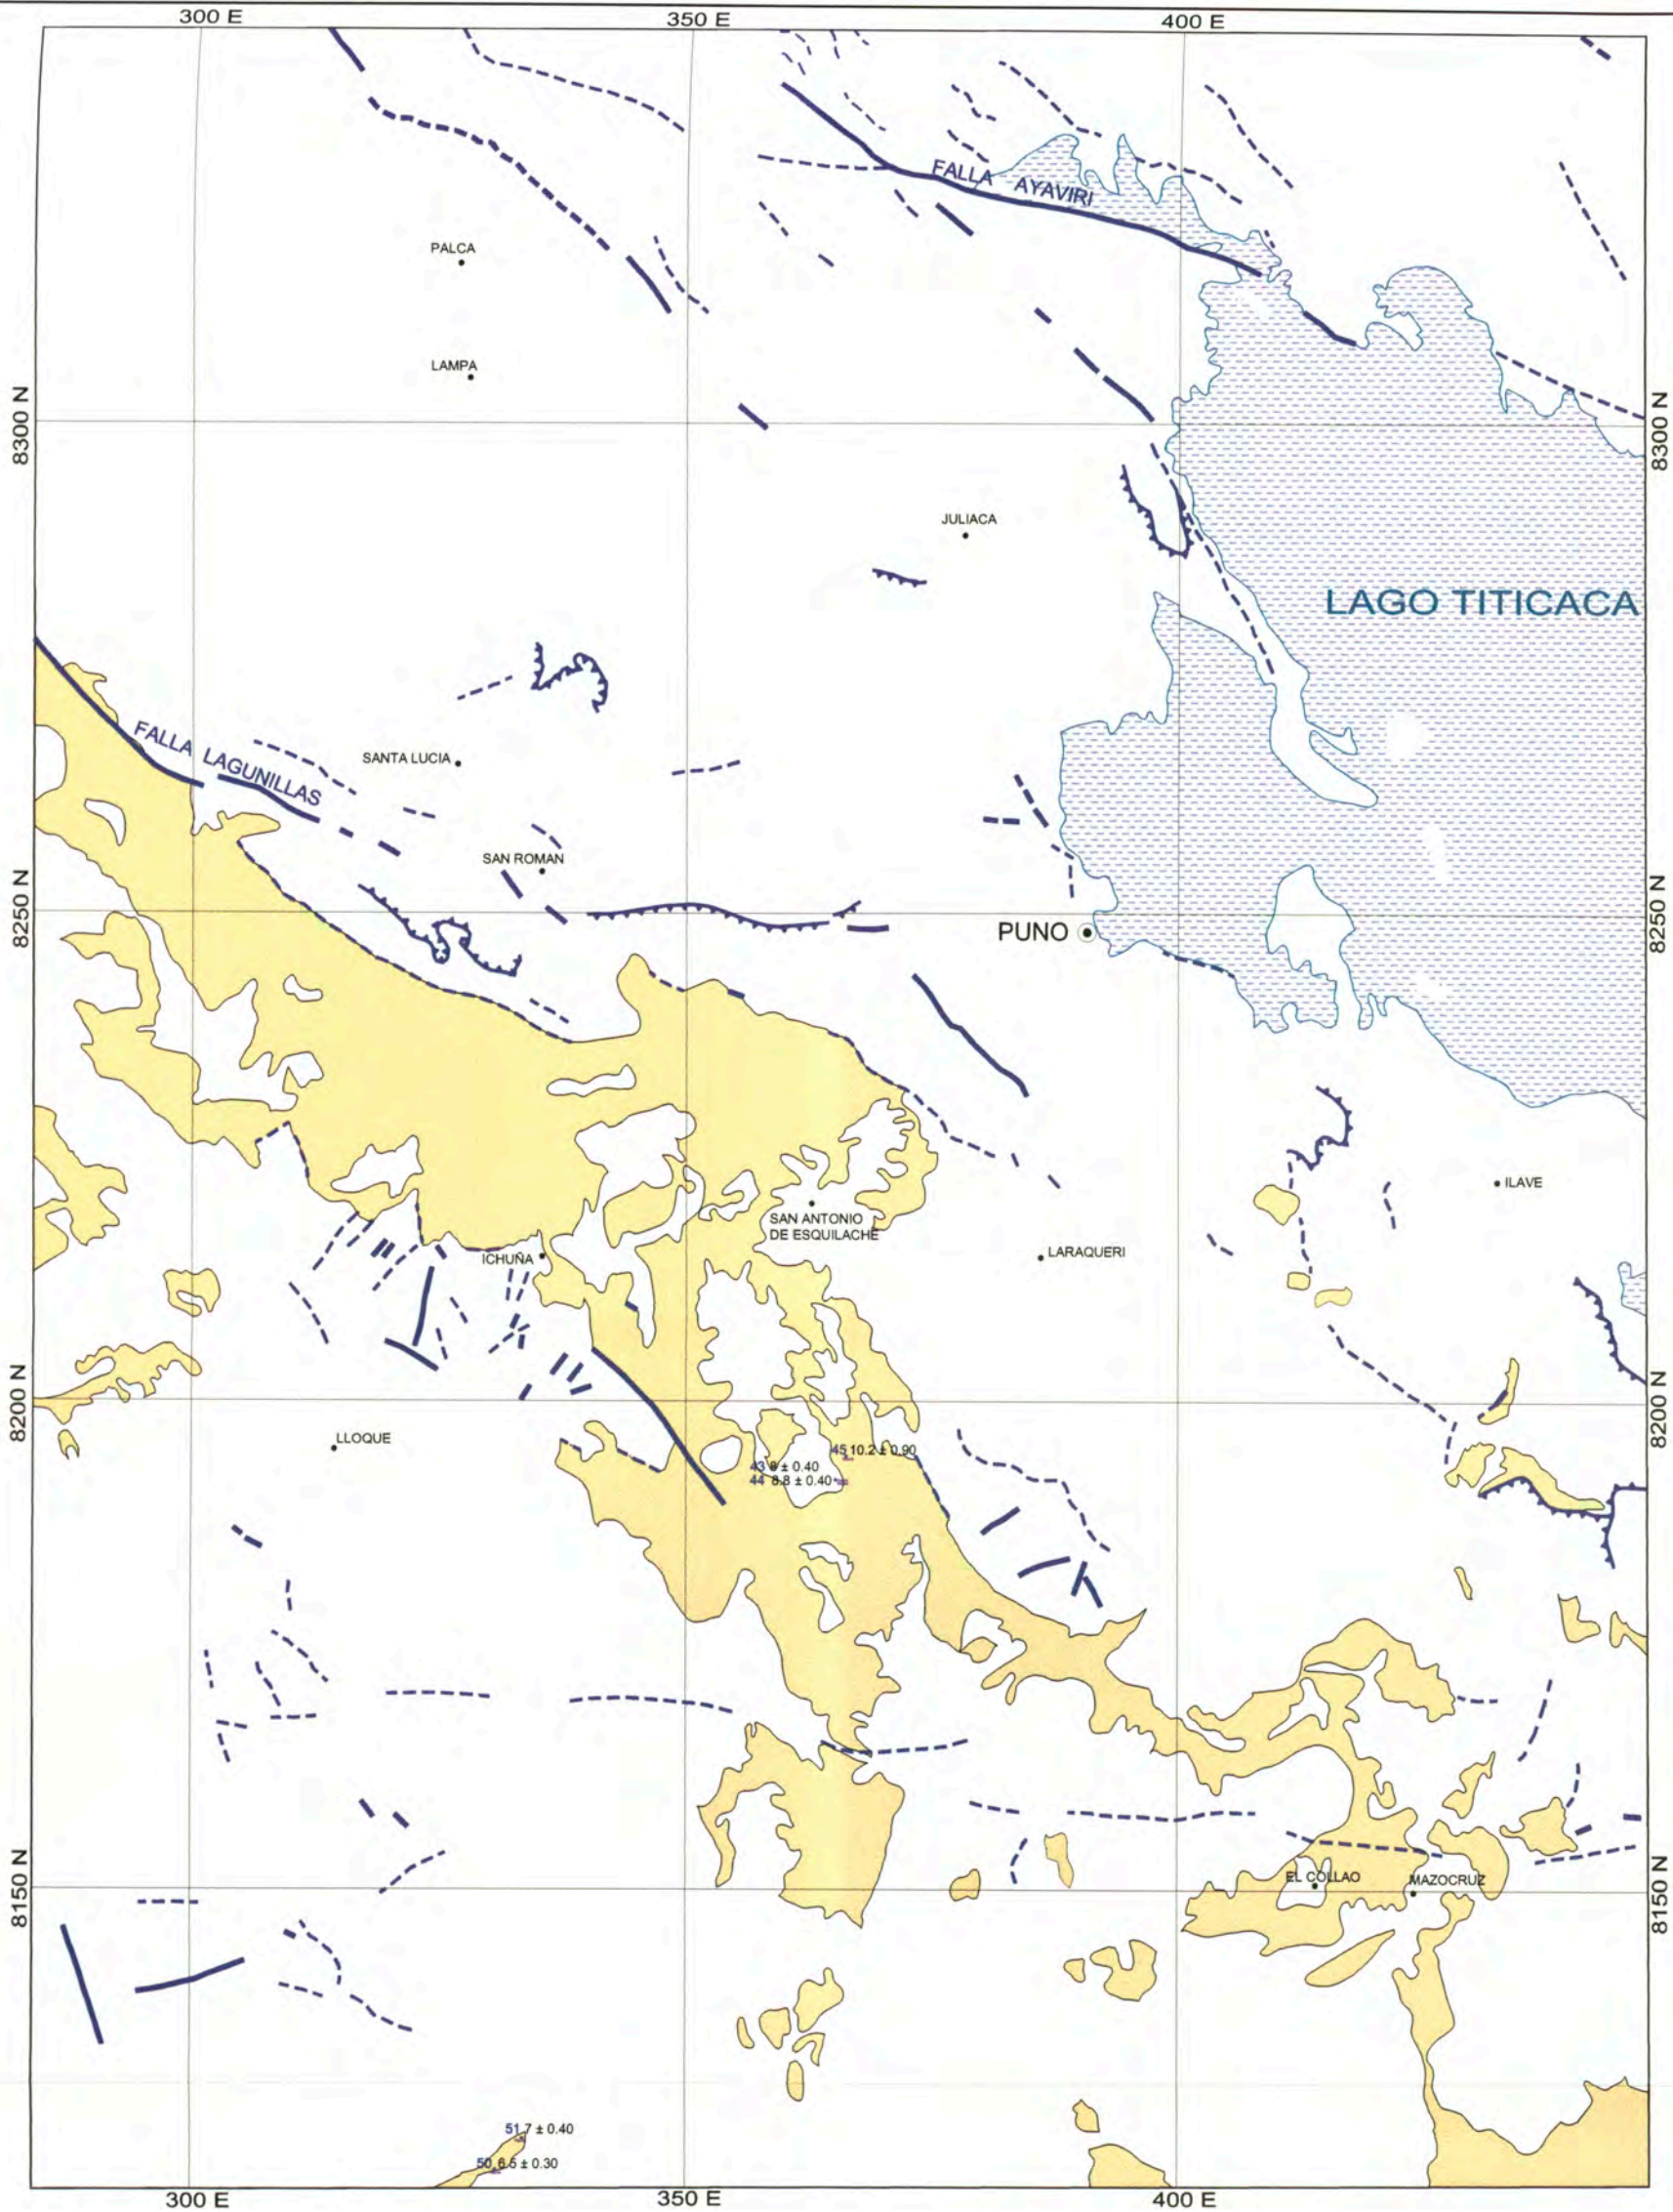 300 E
350 E
400 E
FALLA AYAVIRI
PALCA
LAMPA
8300 N
8300 N
JULIACA
LAGO TITICACA
FALLA LAGUNILLAS
SANTA LUCIA
SAN ROMAN
8250 N
8250 N
PUNO
ILAVE
SAN ANTONIO
DE ESQUILACHE
ICHUÑA
LARAQUERI
8200 N
8200 N
LLOQUE
45 10.2 ± 0.90
43 8 ± 0.40
44 8.8 ± 0.40
EL COLLAO
MAZOCRUZ
8150 N
8150 N
51 7 ± 0.40
50 6.5 ± 0.30
300 E
350 E
400 E